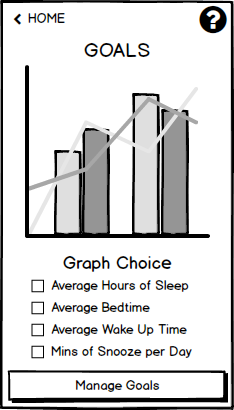 HOME
?
GOALS
Graph Choice
Average Hours of Sleep
Average Bedtime
Average Wake Up Time
Mins of Snooze per Day
Manage Goals